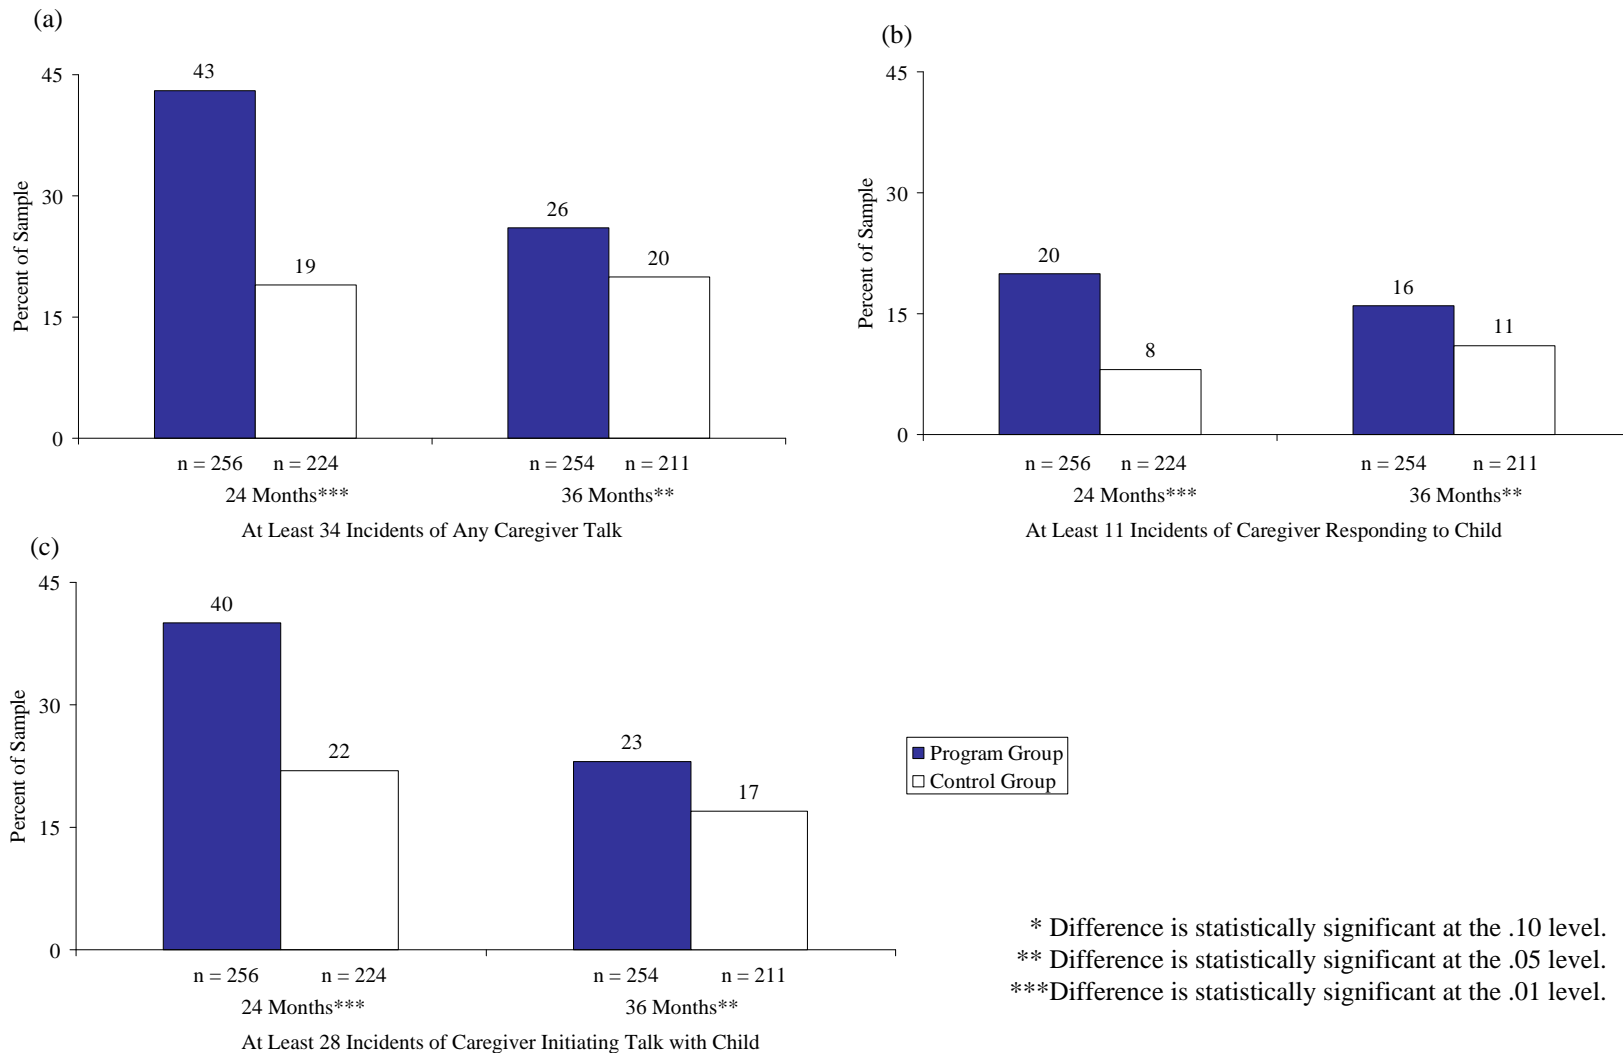 (a)
45
30
15
0
Percent of Sample
43
19
26
20
n = 256 n = 224 n = 254 n = 211
24 Months*** 36 Months**
At Least 34 Incidents of Any Caregiver Talk
(b)
45
30
15
0
Percent of Sample
20
8
16
11
n = 256 n = 224 n = 254 n = 211
24 Months*** 36 Months**
At Least 11 Incidents of Caregiver Responding to Child
(c)
45
30
15
0
Percent of Sample
40
22
23
17
n = 256 n = 224 n = 254 n = 211
24 Months*** 36 Months**
At Least 28 Incidents of Caregiver Initiating Talk with Child
Program Group
Control Group
* Difference is statistically significant at the .10 level.
** Difference is statistically significant at the .05 level.
***Difference is statistically significant at the .01 level.